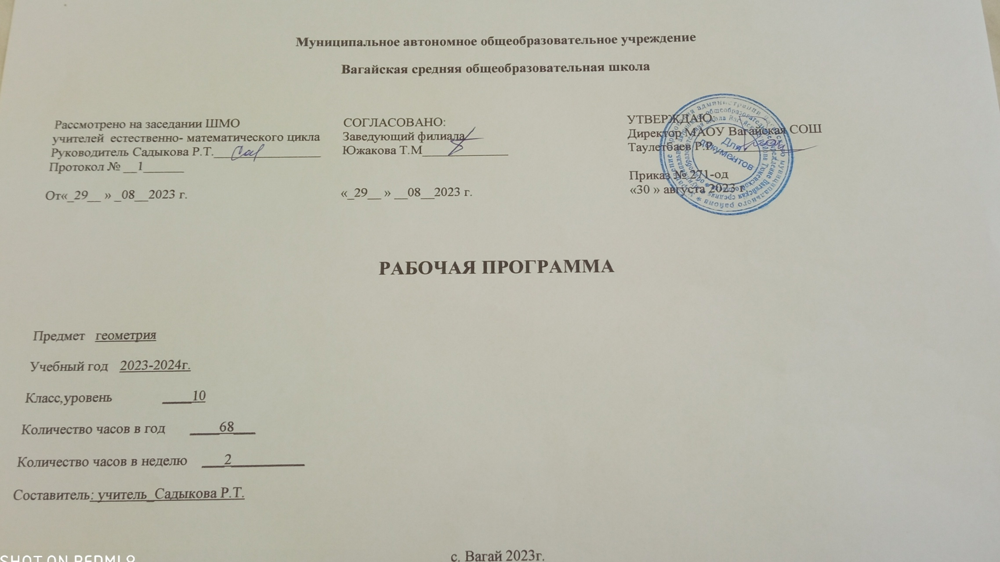 Муниципальное автономное общеобразовательное учреждение
Вагайская средняя общеобразовательная школа
Рассмотрено на заседании ШМО
учителей естественно- математического цикла
Руководитель Садыкова Р.Т.__________________
Протокол № __1______
От«_29__ » _08__2023 г.
СОГЛАСОВАНО:
Заведующий филиала
Южакова Т.М______________
«_29__ » __08__2023 г.
УТВЕРЖДАЮ:
Директор МАОУ Вагайская СОШ
Таулетбаев Р.Р.
Приказ № 271-од
«30 » августа 2023 г
Для
документов
РАБОЧАЯ ПРОГРАММА
Предмет геометрия
Учебный год 2023-2024г.
Класс,уровень ____10
Количество часов в год ____68___
Количество часов в неделю ___2__________
Составитель: учитель_Садыкова Р.Т.
с. Вагай 2023г.
SHOT ON REDMI 8